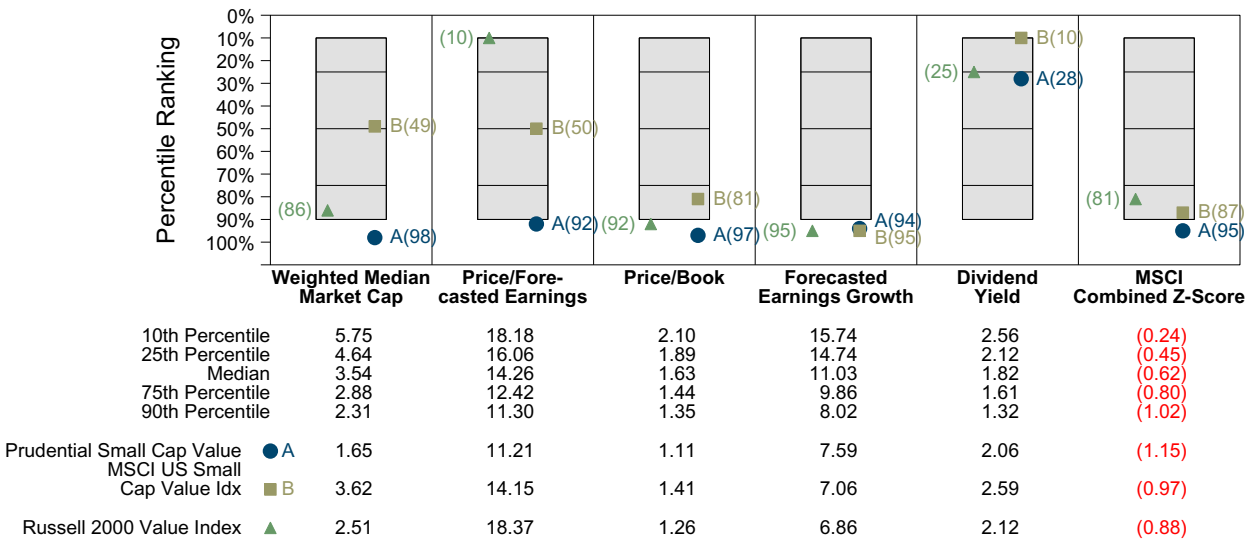 Percentile Ranking
0%
10%
20%
30%
40%
50%
60%
70%
80%
90%
100%
(86)
B(49)
A(98)
(10)
B(50)
A(92)
(92)
B(81)
A(97)
(95)
A(94)
B(95)
(25)
B(10)
A(28)
(81)
B(87)
A(95)
Weighted Median
Market Cap
Price/Fore-
casted Earnings
Price/Book
Forecasted
Earnings Growth
Dividend
Yield
MSCI
Combined Z-Score
10th Percentile 5.75 18.18 2.10 15.74 2.56 (0.24)
25th Percentile 4.64 16.06 1.89 14.74 2.12 (0.45)
Median 3.54 14.26 1.63 11.03 1.82 (0.62)
75th Percentile 2.88 12.42 1.44 9.86 1.61 (0.80)
90th Percentile 2.31 11.30 1.35 8.02 1.32 (1.02)
Prudential Small Cap Value A 1.65 11.21 1.11 7.59 2.06 (1.15)
MSCI US Small
Cap Value Idx B 3.62 14.15 1.41 7.06 2.59 (0.97)
Russell 2000 Value Index 2.51 18.37 1.26 6.86 2.12 (0.88)